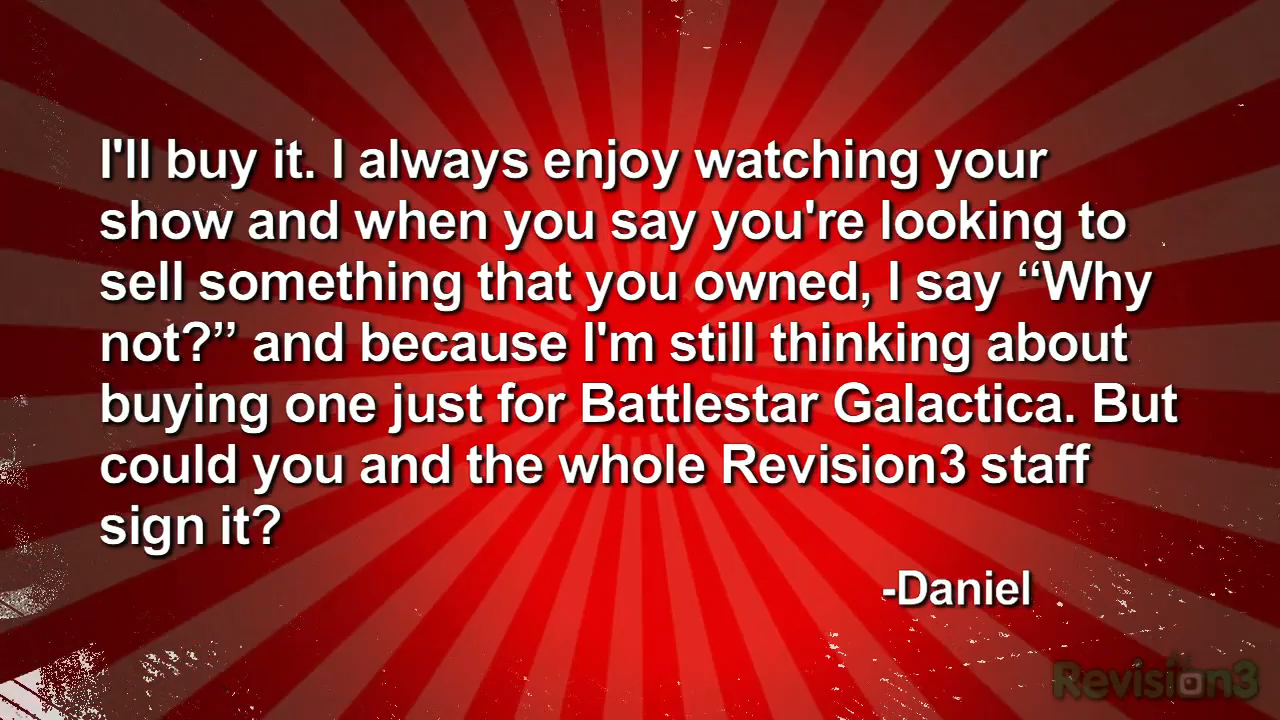 I'll buy it. I always enjoy watching your
show and when you say you're looking to
sell something that you owned, I say “Why
not?” and because I'm still thinking about
buying one just for Battlestar Galactica. But
could you and the whole Revision3 staff
sign it?
-Daniel
Revision3